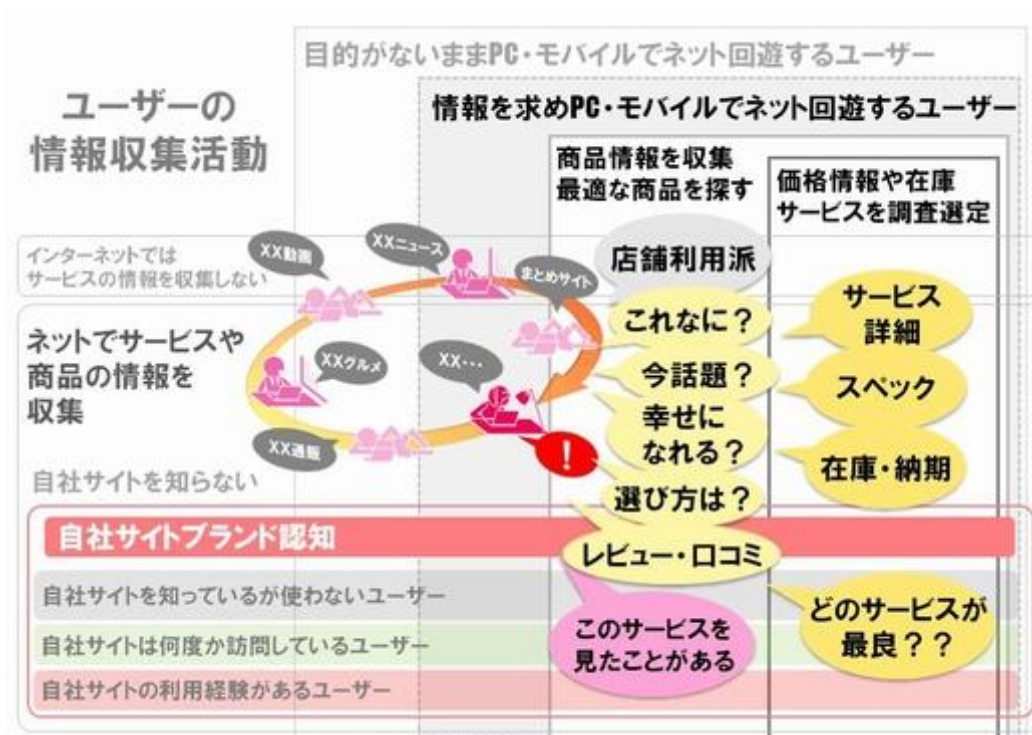 目的がないままPC・モバイルでネット回遊するユーザー
ユーザーの
情報収集活動
情報を求めPC・モバイルでネット回遊するユーザー
商品情報を収集
最適な商品を探す
価格情報や在庫
サービスを調査選定
インターネットでは
サービスの情報を収集しない
XX動画
XXニュース
まとめサイト
店舗利用派
ネットでサービスや
商品の情報を
収集
XXグルメ
XX・・・
XX通販
これなに？
今話題？
幸せに
なれる？
選び方は？
レビュー・口コミ
サービス
詳細
スペック
在庫・納期
!
自社サイトを知らない
自社サイトブランド認知
自社サイトを知っているが使わないユーザー
自社サイトは何度か訪問しているユーザー
自社サイトの利用経験があるユーザー
このサービスを
見たことがある
どのサービスが
最良？？